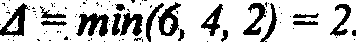 Δ = min(6, 4, 2) = 2.